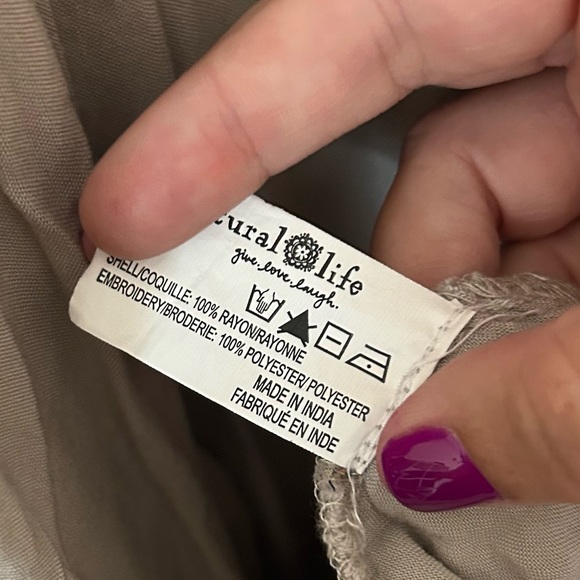 tural life
give.love.laugh.
SHELL/COQUILLE: 100% RAYON/RAYONNE
EMBROIDERY/BRODERIE: 100% POLYESTER/ POLYESTER
MADE IN INDIA
FABRIQUÉ EN INDE